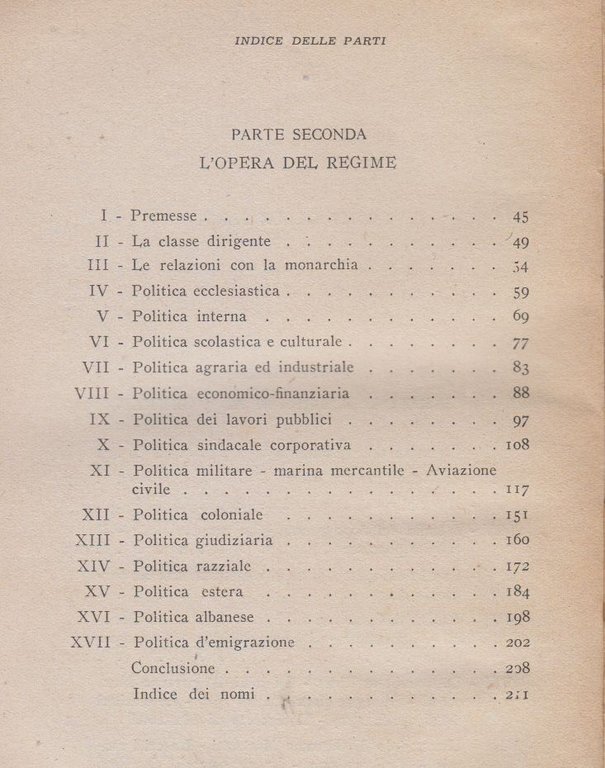 INDICE DELLE PARTI
PARTE SECONDA
L'OPERA DEL REGIME
I - Premesse . . . . . . . . . . . . . . . 45
II - La classe dirigente . . . . . . . . . . . 49
III - Le relazioni con la monarchia . . . . . . . 54
IV - Politica ecclesiastica . . . . . . . . . . . 59
V - Politica interna . . . . . . . . . . . . 69
VI - Politica scolastica e culturale . . . . . . . . 77
VII - Politica agraria ed industriale . . . . . . . . 83
VIII - Politica economico-finanziaria . . . . . . . 88
IX - Politica dei lavori pubblici . . . . . . . . 97
X - Politica sindacale corporativa . . . . . . . 108
XI - Politica militare - marina mercantile - Aviazione
civile . . . . . . . . . . . . . . . . 117
XII - Politica coloniale . . . . . . . . . . . 151
XIII - Politica giudiziaria . . . . . . . . . . . 160
XIV - Politica razziale . . . . . . . . . . . . 172
XV - Politica estera . . . . . . . . . . . . 184
XVI - Politica albanese . . . . . . . . . . . . 198
XVII - Politica d'emigrazione . . . . . . . . . . 202
Conclusione . . . . . . . . . . . . . . 208
Indice dei nomi . . . . . . . . . . . . 211